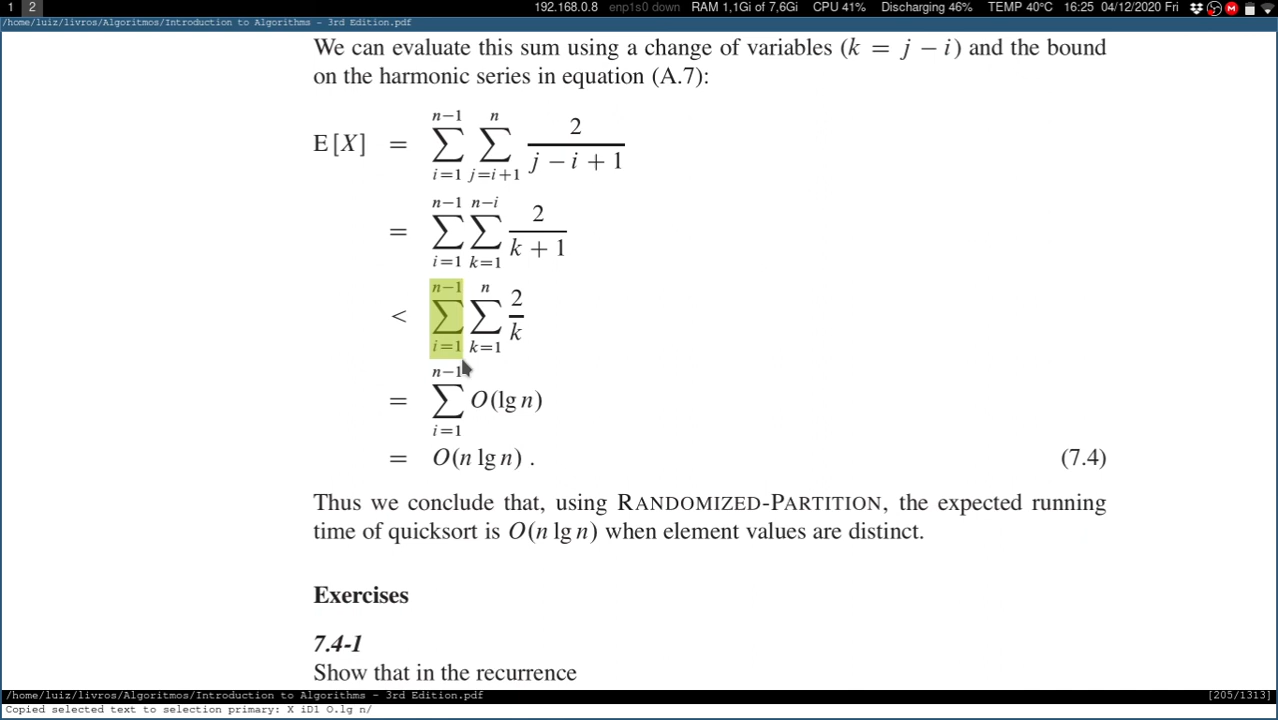 1 2 192.168.0.8 enp1s0 down RAM 1,1Gi of 7,6Gi CPU 41% Discharging 46% TEMP 40°C 16:25 04/12/2020 Fri
/home/luiz/livros/Algoritmos/Introduction to Algorithms - 3rd Edition.pdf
We can evaluate this sum using a change of variables (k = j − i) and the bound
on the harmonic series in equation (A.7):
E[X] = ∑_{i=1}^{n−1} ∑_{j=i+1}^{n} 2/(j − i + 1)
= ∑_{i=1}^{n−1} ∑_{k=1}^{n−i} 2/(k + 1)
< ∑_{i=1}^{n−1} ∑_{k=1}^{n} 2/k
= ∑_{i=1}^{n−1} O(lg n)
= O(n lg n) . (7.4)
Thus we conclude that, using RANDOMIZED-PARTITION, the expected running
time of quicksort is O(n lg n) when element values are distinct.
Exercises
7.4-1
Show that in the recurrence
/home/luiz/livros/Algoritmos/Introduction to Algorithms - 3rd Edition.pdf [205/1313]
Copied selected text to selection primary: X iD1 O.lg n/